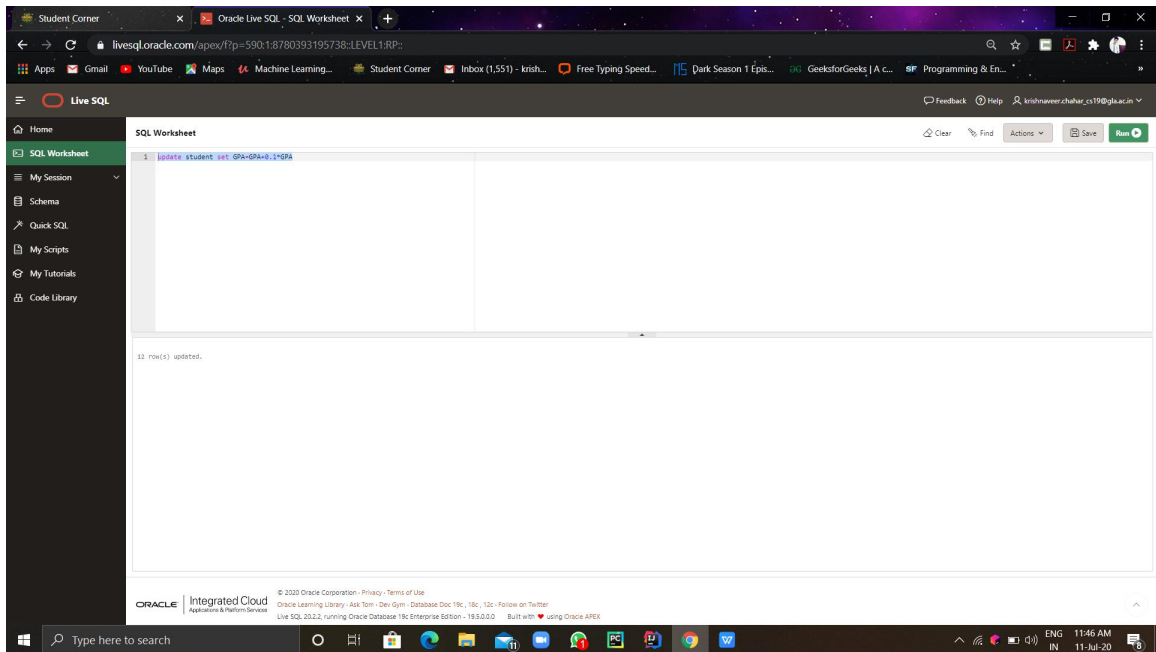 Student Corner
Oracle Live SQL - SQL Worksheet
livesql.oracle.com/apex/f?p=590:1:8780393195738::LEVEL1:RP::
Apps Gmail YouTube Maps Machine Learning... Student Corner Inbox (1,551) - krish... Free Typing Speed... Dark Season 1 Epis... GeeksforGeeks | A c... SF Programming & En... »
Live SQL
Feedback Help krishnaveer.chahar_cs19@gla.ac.in
Home
SQL Worksheet
My Session
Schema
Quick SQL
My Scripts
My Tutorials
Code Library
SQL Worksheet
Clear Find Actions Save Run
1 update student set GPA=GPA+0.1*GPA
12 row(s) updated.
ORACLE Integrated Cloud
Applications & Platform Services
© 2020 Oracle Corporation · Privacy · Terms of Use
Oracle Learning Library · Ask Tom · Dev Gym · Database Doc 19c, 18c, 12c · Follow on Twitter
Live SQL 20.2.2, running Oracle Database 19c Enterprise Edition - 19.5.0.0.0 Built with ♥ using Oracle APEX
Type here to search
11
PC
ENG
IN
11:46 AM
11-Jul-20
8